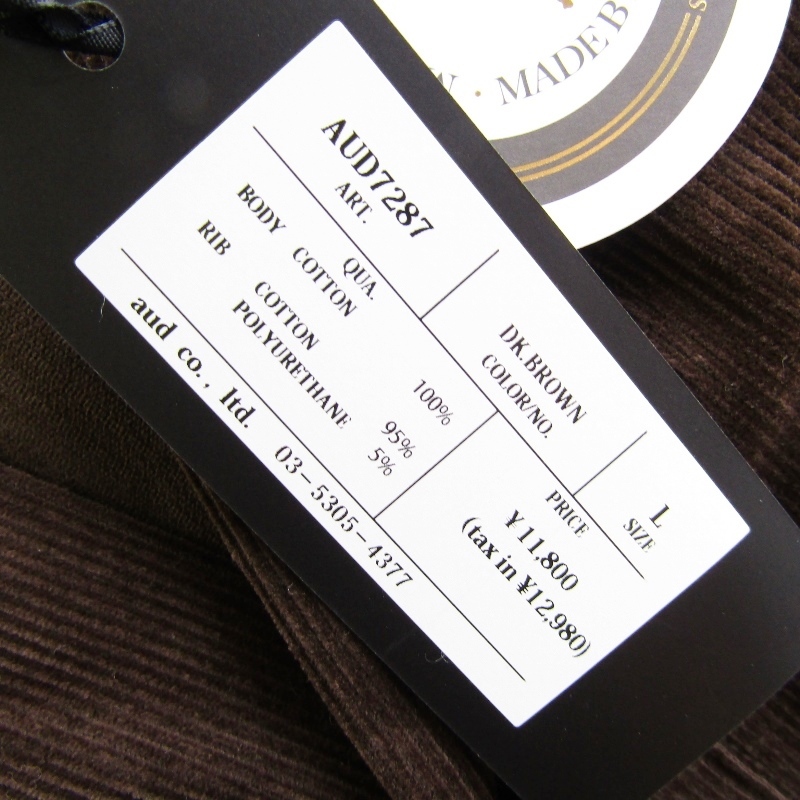 MADE B
AUD7287
ART.
DK.BROWN
COLOR/NO.
L
SIZE
QUA.
BODY COTTON 100%
RIB COTTON 95%
POLYURETHANE 5%
PRICE
¥11,800
(tax in ¥12,980)
aud co., ltd. 03-5305-4377